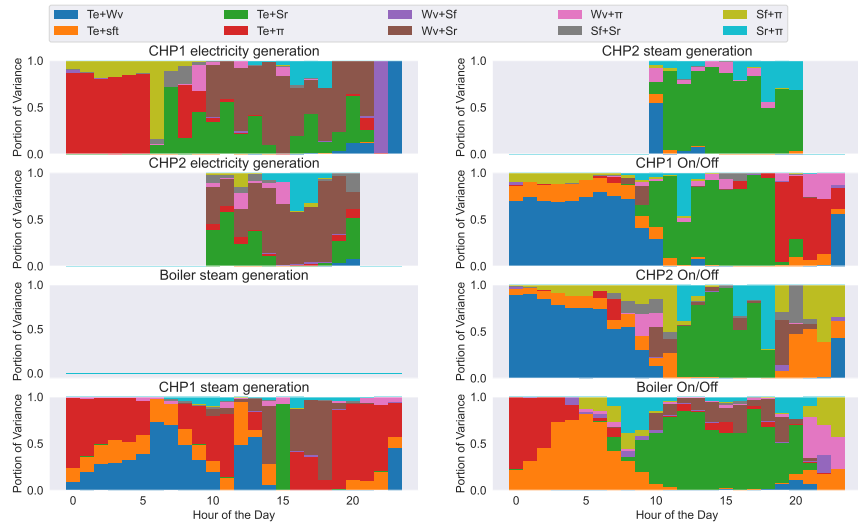 Te+Wv Te+Sr Wv+Sf Wv+π Sf+π
Te+sft Te+π Wv+Sr Sf+Sr Sr+π
CHP1 electricity generation
1.0
0.5
0.0
Portion of Variance
CHP2 steam generation
1.0
0.5
0.0
Portion of Variance
CHP2 electricity generation
1.0
0.5
0.0
Portion of Variance
CHP1 On/Off
1.0
0.5
0.0
Portion of Variance
Boiler steam generation
1.0
0.5
0.0
Portion of Variance
CHP2 On/Off
1.0
0.5
0.0
Portion of Variance
CHP1 steam generation
1.0
0.5
0.0
Portion of Variance
0 5 10 15 20
Hour of the Day
Boiler On/Off
1.0
0.5
0.0
Portion of Variance
0 5 10 15 20
Hour of the Day